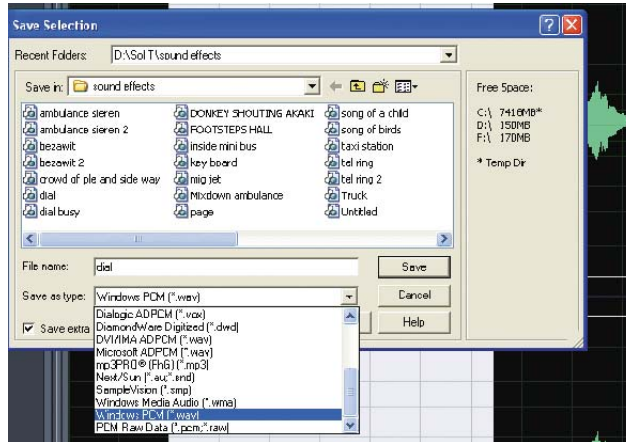 Save Selection
Recent Folders: D:\Sol T\sound effects
Save in: sound effects
Free Space:
C:\ 7416MB*
D:\ 150MB
F:\ 170MB
* Temp Dir
ambulance sieren
ambulance sieren 2
bezawit
bezawit 2
crowd of ple and side way
dial
dial busy
DONKEY SHOUTING AKAKI
FOOTSTEPS HALL
inside mini bus
key board
mig jet
Mixdown ambulance
page
song of a child
song of birds
taxi station
tel ring
tel ring 2
Truck
Untitled
File name: dial
Save
Save as type: Windows PCM (*.wav)
Cancel
Save extra
Help
Dialogic ADPCM (*.vox)
DiamondWare Digitized (*.dwd)
DVI/IMA ADPCM (*.wav)
Microsoft ADPCM (*.wav)
mp3PRO® (FhG) (*.mp3)
Next/Sun (*.au;*.snd)
SampleVision (*.smp)
Windows Media Audio (*.wma)
Windows PCM (*.wav)
PCM Raw Data (*.pcm;*.raw)